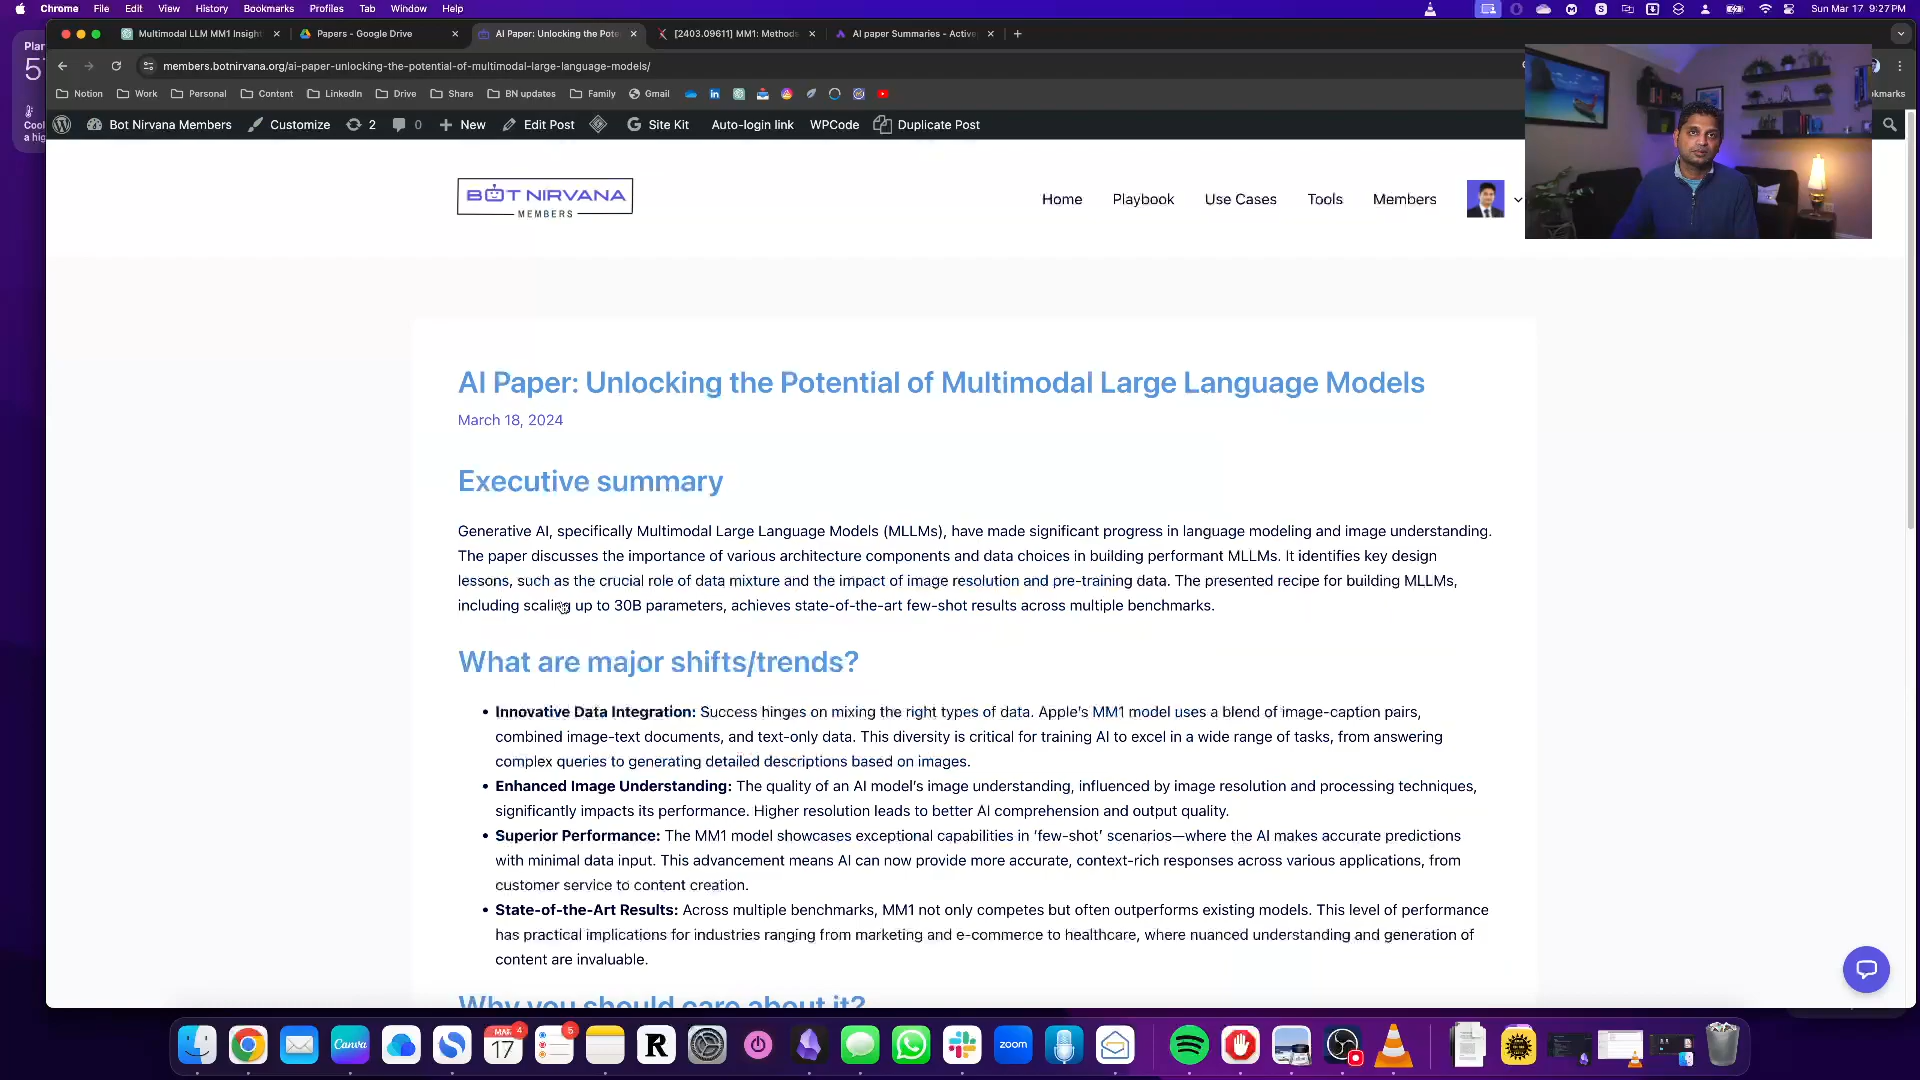 Chrome File Edit View History Bookmarks Profiles Tab Window Help Sun Mar 17 9:27 PM
Multimodal LLM MM1 Insight Papers - Google Drive AI Paper: Unlocking the Pote [2403.09611] MM1: Methods AI paper Summaries - Active
members.botnirvana.org/ai-paper-unlocking-the-potential-of-multimodal-large-language-models/
Notion Work Personal Content LinkedIn Drive Share BN updates Family Gmail
Bot Nirvana Members Customize 2 0 New Edit Post Site Kit Auto-login link WPCode Duplicate Post
BOT NIRVANA
MEMBERS
Home Playbook Use Cases Tools Members
AI Paper: Unlocking the Potential of Multimodal Large Language Models
March 18, 2024
Executive summary
Generative AI, specifically Multimodal Large Language Models (MLLMs), have made significant progress in language modeling and image understanding.
The paper discusses the importance of various architecture components and data choices in building performant MLLMs. It identifies key design
lessons, such as the crucial role of data mixture and the impact of image resolution and pre-training data. The presented recipe for building MLLMs,
including scaling up to 30B parameters, achieves state-of-the-art few-shot results across multiple benchmarks.
What are major shifts/trends?
• Innovative Data Integration: Success hinges on mixing the right types of data. Apple's MM1 model uses a blend of image-caption pairs,
combined image-text documents, and text-only data. This diversity is critical for training AI to excel in a wide range of tasks, from answering
complex queries to generating detailed descriptions based on images.
• Enhanced Image Understanding: The quality of an AI model's image understanding, influenced by image resolution and processing techniques,
significantly impacts its performance. Higher resolution leads to better AI comprehension and output quality.
• Superior Performance: The MM1 model showcases exceptional capabilities in 'few-shot' scenarios—where the AI makes accurate predictions
with minimal data input. This advancement means AI can now provide more accurate, context-rich responses across various applications, from
customer service to content creation.
• State-of-the-Art Results: Across multiple benchmarks, MM1 not only competes but often outperforms existing models. This level of performance
has practical implications for industries ranging from marketing and e-commerce to healthcare, where nuanced understanding and generation of
content are invaluable.
Why you should care about it?
Canva
MAR
17
4
5
zoom